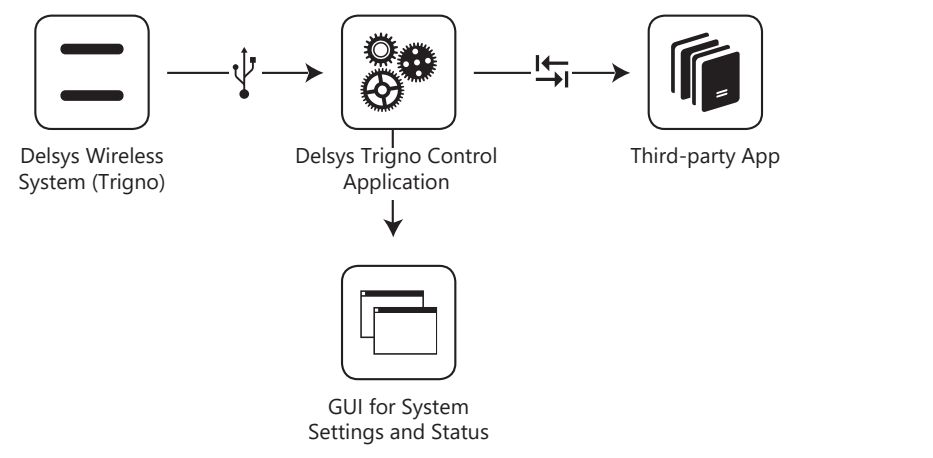 Delsys Wireless
System (Trigno)
Delsys Trigno Control
Application
Third-party App
GUI for System
Settings and Status